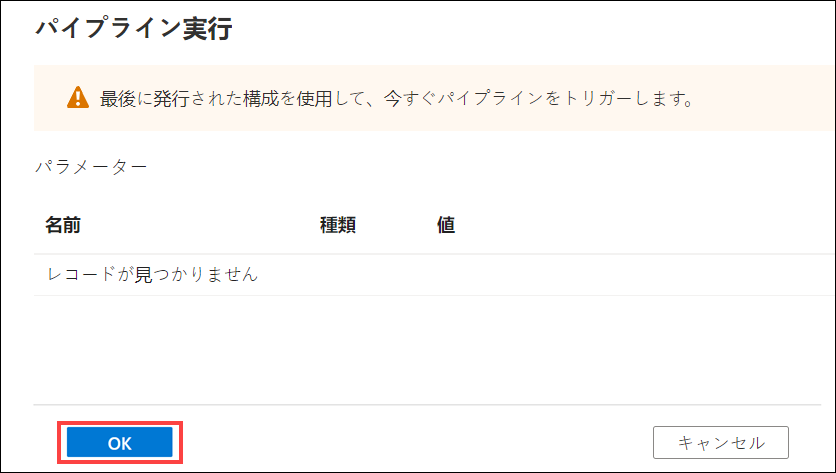 パイプライン実行
最後に発行された構成を使用して、今すぐパイプラインをトリガーします。
パラメーター
名前 種類 値
レコードが見つかりません
OK キャンセル